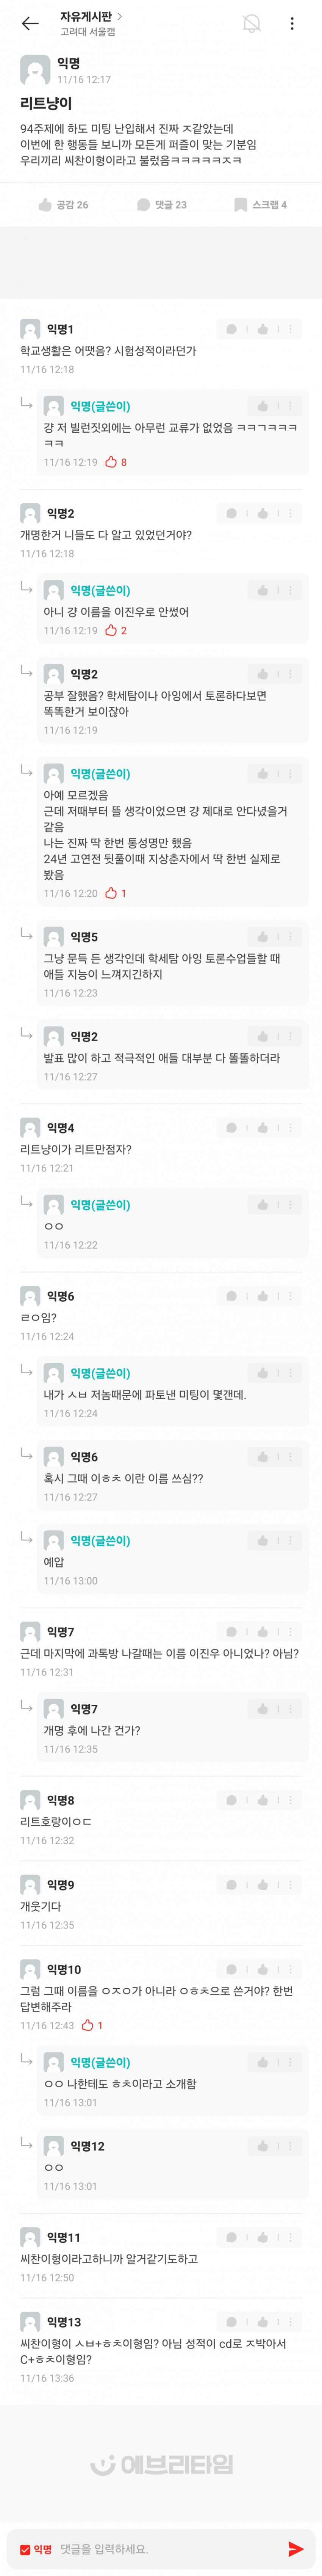 자유게시판
고려대 서울캠
익명
11/16 12:17
리트냥이
94주제에 하도 미팅 난입해서 진짜 ㅈ같았는데
이번에 한 행동들 보니까 모든게 퍼즐이 맞는 기분임
우리끼리 씨찬이형이라고 불렀음ㅋㅋㅋㅋㅋㅈㅋ
공감 26
댓글 23
스크랩 4
익명1
학교생활은 어땟음? 시험성적이라던가
11/16 12:18
익명(글쓴이)
걍 저 빌런짓외에는 아무런 교류가 없었음 ㅋㅋㄱㅋㅋㅋ
ㅋㅋ
11/16 12:19 8
익명2
개명한거 니들도 다 알고 있었던거야?
11/16 12:18
익명(글쓴이)
아니 걍 이름을 이진우로 안썼어
11/16 12:19 2
익명2
공부 잘했음? 학세탐이나 아잉에서 토론하다보면
똑똑한거 보이잖아
11/16 12:19
익명(글쓴이)
아예 모르겠음
근데 저때부터 뜰 생각이었으면 걍 제대로 안다녔을거
같음
나는 진짜 딱 한번 통성명만 했음
24년 고연전 뒷풀이때 지상춘자에서 딱 한번 실제로
봤음
11/16 12:20 1
익명5
그냥 문득 든 생각인데 학세탐 아잉 토론수업들할 때
애들 지능이 느껴지긴하지
11/16 12:23
익명2
발표 많이 하고 적극적인 애들 대부분 다 똘똘하더라
11/16 12:27
익명4
리트냥이가 리트만점자?
11/16 12:21
익명(글쓴이)
ㅇㅇ
11/16 12:22
익명6
ㄹㅇ임?
11/16 12:24
익명(글쓴이)
내가 ㅅㅂ 저놈때문에 파토낸 미팅이 몇갠데.
11/16 12:24
익명6
혹시 그때 이ㅎㅊ 이란 이름 쓰심??
11/16 12:27
익명(글쓴이)
예압
11/16 13:00
익명7
근데 마지막에 과톡방 나갈때는 이름 이진우 아니었나? 아님?
11/16 12:31
익명7
개명 후에 나간 건가?
11/16 12:35
익명8
리트호랑이ㅇㄷ
11/16 12:32
익명9
개웃기다
11/16 12:35
익명10
그럼 그때 이름을 ㅇㅈㅇ가 아니라 ㅇㅎㅊ으로 쓴거야? 한번
답변해주라
11/16 12:43 1
익명(글쓴이)
ㅇㅇ 나한테도 ㅎㅊ이라고 소개함
11/16 13:01
익명12
ㅇㅇ
11/16 13:01
익명11
씨찬이형이라고하니까 알거같기도하고
11/16 12:50
익명13
씨찬이형이 ㅅㅂ+ㅎㅊ이형임? 아님 성적이 cd로 ㅈ박아서
C+ㅎㅊ이형임?
11/16 13:36
에브리타임
익명 댓글을 입력하세요.